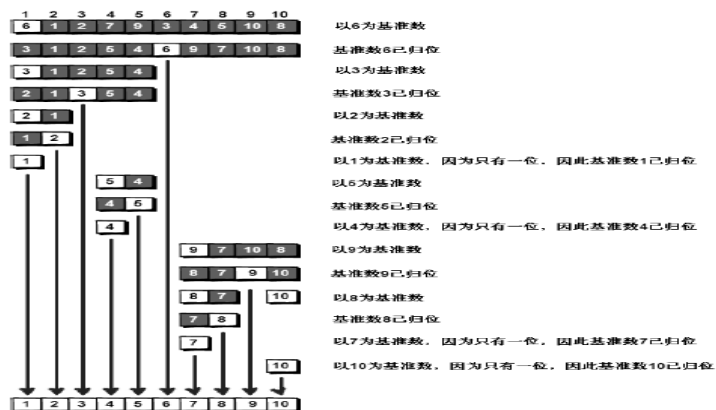 1 2 3 4 5 6 7 8 9 10
6 1 2 7 9 3 4 5 10 8 以6为基准数
3 1 2 5 4 6 9 7 10 8 基准数6已归位
3 1 2 5 4 以3为基准数
2 1 3 5 4 基准数3已归位
2 1 以2为基准数
1 2 基准数2已归位
1 以1为基准数，因为只有一位，因此基准数1已归位
5 4 以5为基准数
4 5 基准数5已归位
4 以4为基准数，因为只有一位，因此基准数4已归位
9 7 10 8 以9为基准数
8 7 9 10 基准数9已归位
8 7 10 以8为基准数
7 8 基准数8已归位
7 以7为基准数，因为只有一位，因此基准数7已归位
10 以10为基准数，因为只有一位，因此基准数10已归位
1 2 3 4 5 6 7 8 9 10